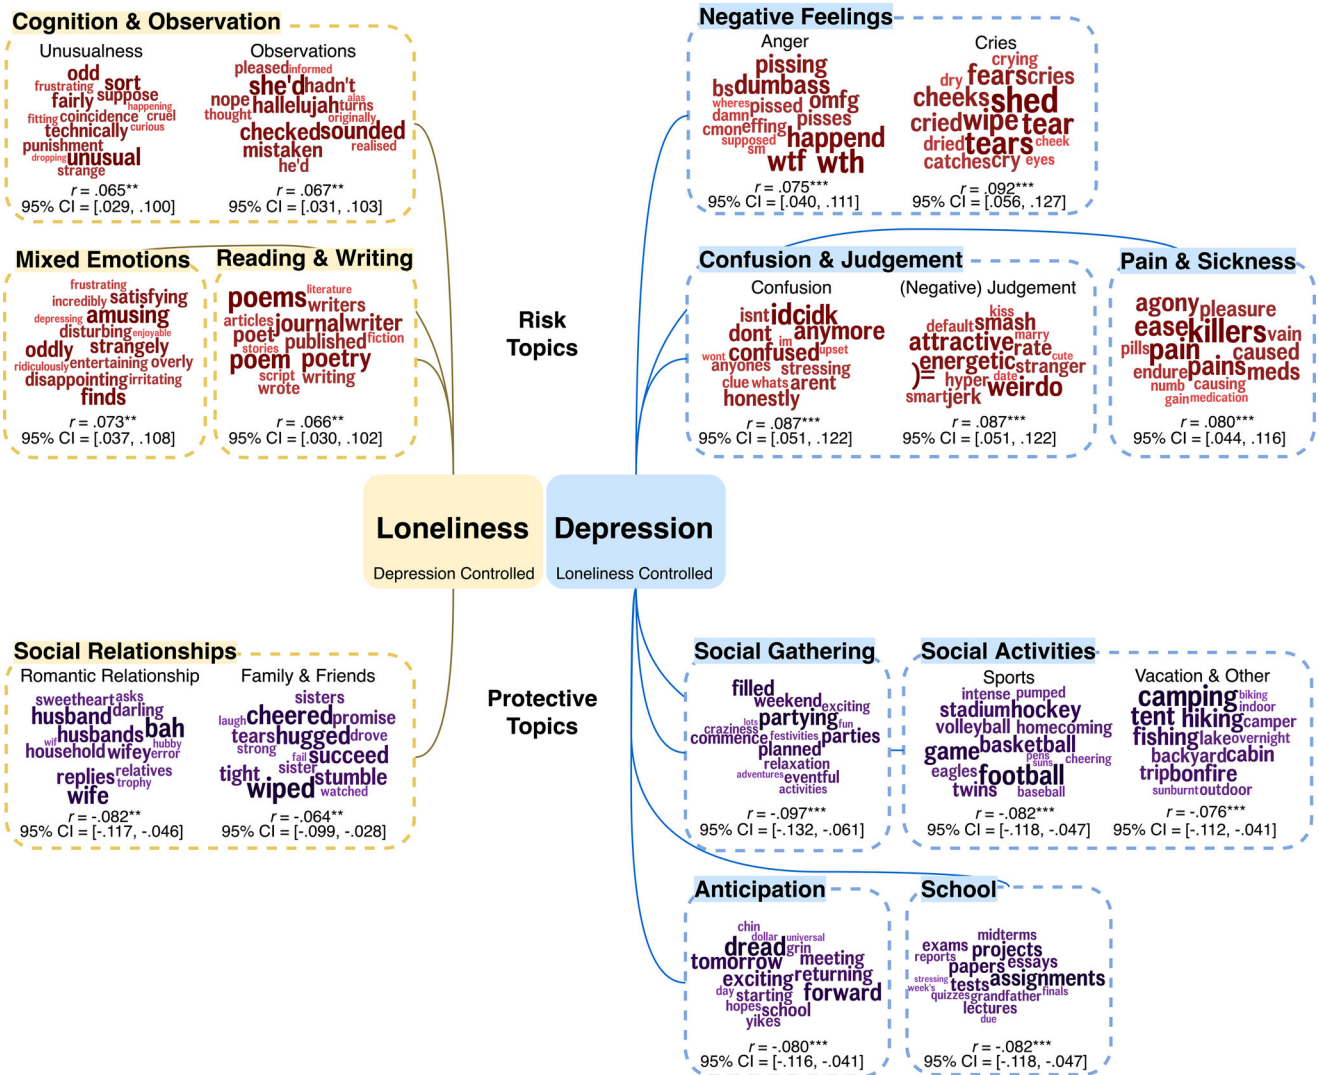 Cognition & Observation
Unusualness
odd
sort
frustrating
fairly suppose
happening
fitting coincidence cruel
technically curious
punishment
dropping unusual
strange
r = .065**
95% CI = [.029, .100]
Observations
pleased informed
she'd hadn't
nope hallelujah alas turns
thought originally
checked sounded
mistaken realised
he'd
r = .067**
95% CI = [.031, .103]
Mixed Emotions
frustrating
incredibly satisfying
depressing amusing
disturbing enjoyable
oddly strangely
ridiculously entertaining overly
disappointing irritating
finds
r = .073**
95% CI = [.037, .108]
Reading & Writing
poems literature
writers
articles journal writer
poet published fiction
stories
poem poetry
script writing
wrote
r = .066**
95% CI = [.030, .102]
Risk
Topics
Negative Feelings
Anger
pissing
bs dumbass
wheres pissed omfg
damn pisses
cmon effing
supposed happend
sm
wtf wth
r = .075***
95% CI = [.040, .111]
Cries
crying
dry fears cries
cheeks shed
cried wipe tear
dried tears cheek
catches cry eyes
r = .092***
95% CI = [.056, .127]
Confusion & Judgement
Confusion
isnt idc idk
dont im anymore
wont confused upset
anyones stressing
clue whats arent
honestly
r = .087***
95% CI = [.051, .122]
(Negative) Judgement
kiss
default smash
attractive marry rate
energetic cute
)= stranger
hyper date weirdo
smart jerk
r = .087***
95% CI = [.051, .122]
Pain & Sickness
agony pleasure
ease killers vain
pills pain caused
endure pains meds
numb causing
gain medication
r = .080***
95% CI = [.044, .116]
Loneliness
Depression Controlled
Depression
Loneliness Controlled
Social Relationships
Romantic Relationship
sweetheart asks
husband darling
husbands bah
wif hubby
household wifey error
replies relatives
trophy
wife
r = -.082**
95% CI = [-.117, -.046]
Family & Friends
sisters
laugh cheered promise
tears hugged drove
strong fail succeed
tight sister stumble
wiped watched
r = -.064**
95% CI = [-.099, -.028]
Protective
Topics
Social Gathering
filled
weekend exciting
lots partying fun
craziness
commence festivities parties
planned
relaxation
adventures eventful
activities
r = -.097***
95% CI = [-.132, -.061]
Social Activities
Sports
intense pumped
stadium hockey
volleyball homecoming
game basketball
pens cheering
suns
eagles football
twins baseball
r = -.082***
95% CI = [-.118, -.047]
Vacation & Other
camping biking
indoor
tent hiking camper
fishing lake overnight
backyard cabin
trip bonfire
sunburnt outdoor
r = -.076***
95% CI = [-.112, -.041]
Anticipation
chin
dollar universal
dread grin
tomorrow meeting
exciting returning
day starting forward
hopes school
yikes
r = -.080***
95% CI = [-.116, -.041]
School
midterms
exams projects
reports
papers essays
stressing tests assignments
week's
quizzes grandfather finals
lectures
due
r = -.082***
95% CI = [-.118, -.047]